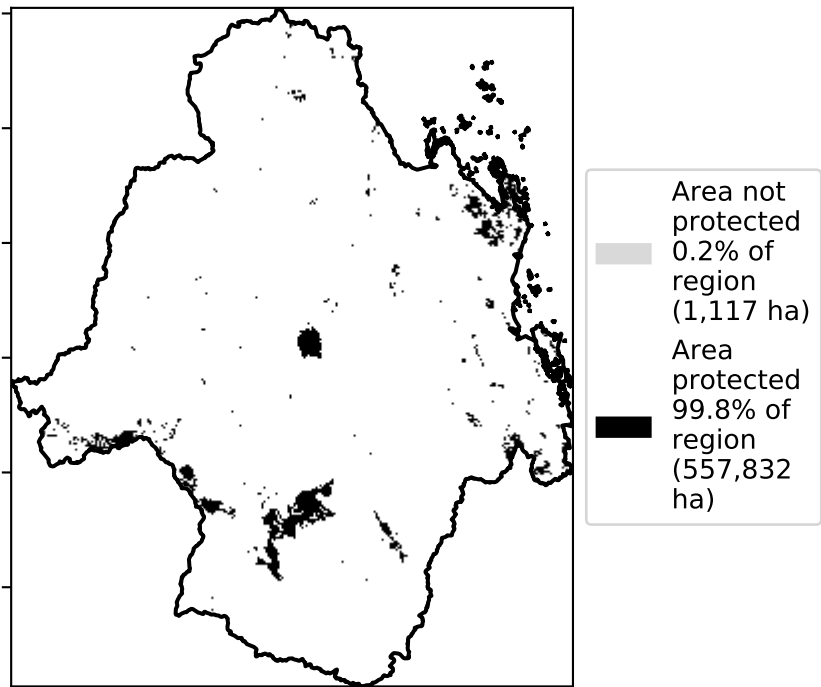 Area not
protected
0.2% of
region
(1,117 ha)
Area
protected
99.8% of
region
(557,832
ha)